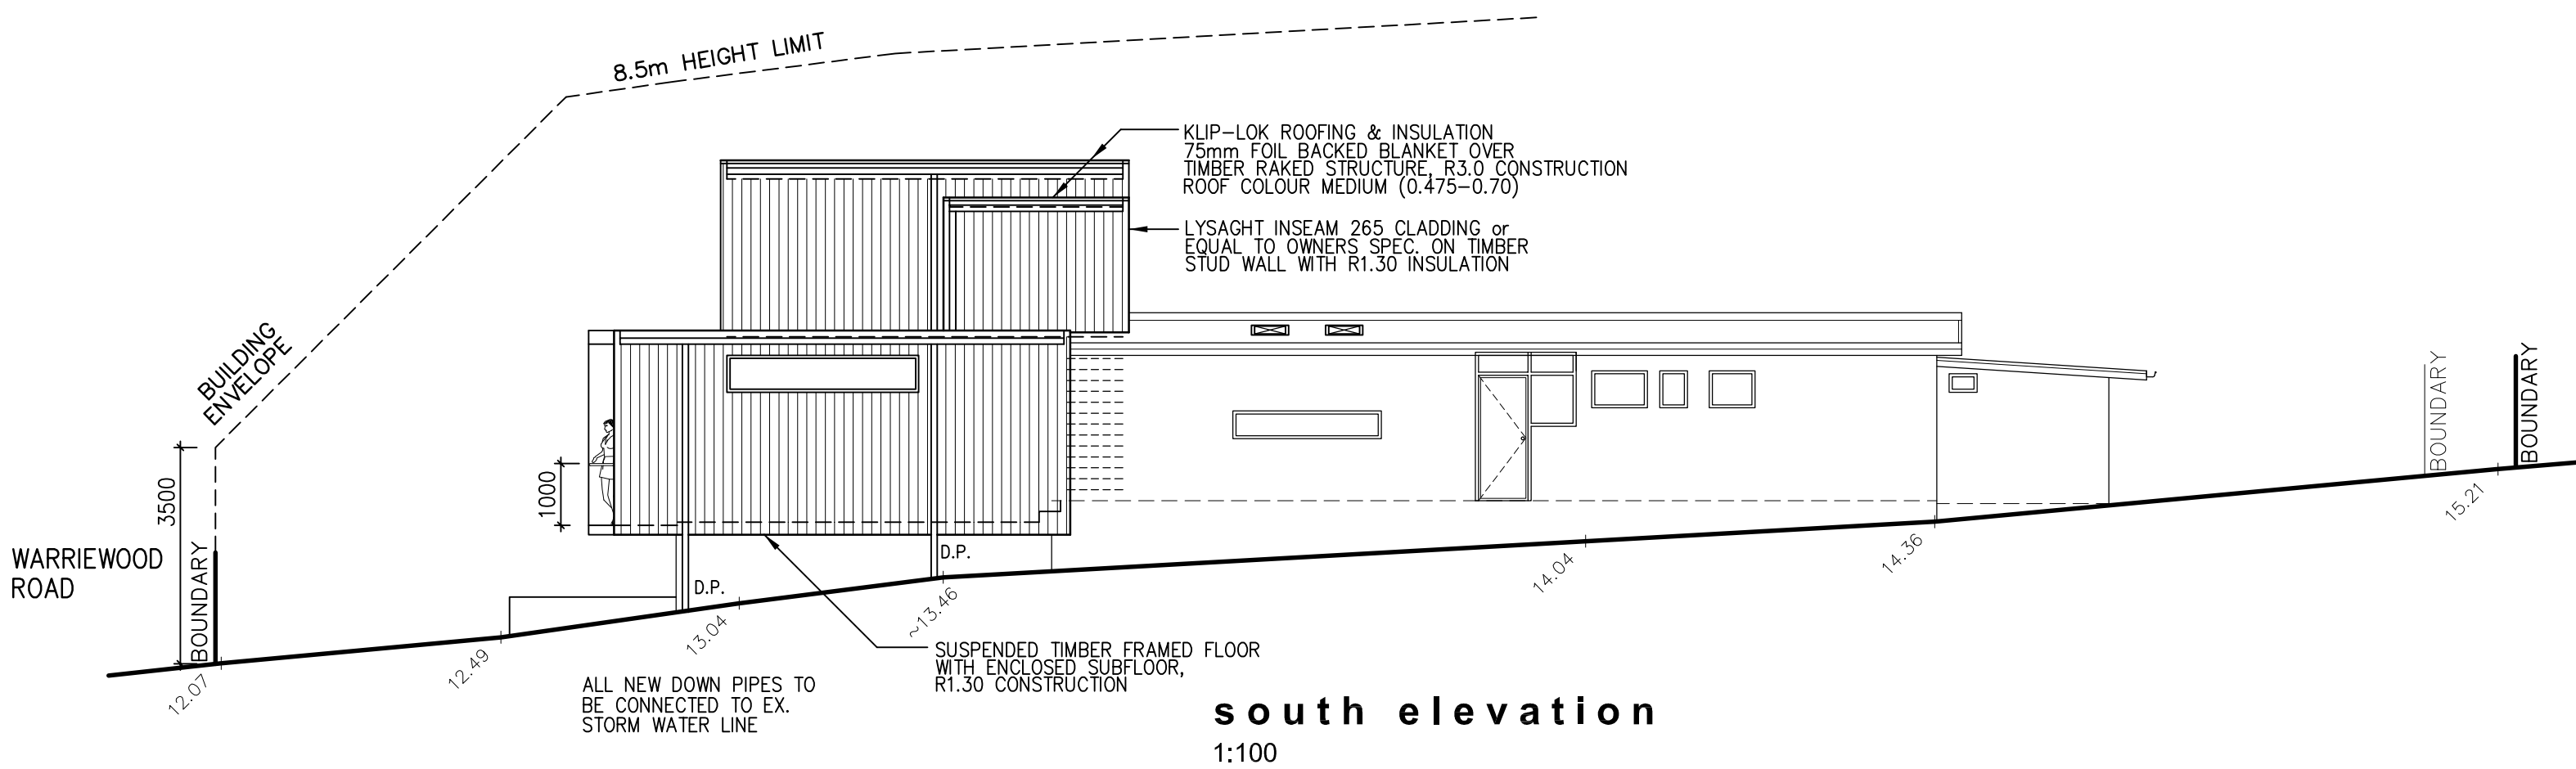 8.5m HEIGHT LIMIT
KLIP-LOK ROOFING & INSULATION
75mm FOIL BACKED BLANKET OVER
TIMBER RAKED STRUCTURE, R3.0 CONSTRUCTION
ROOF COLOUR MEDIUM (0.475-0.70)
LYSAGHT INSEAM 265 CLADDING or
EQUAL TO OWNERS SPEC. ON TIMBER
STUD WALL WITH R1.30 INSULATION
BUILDING
ENVELOPE
3500
1000
WARRIEWOOD
ROAD
BOUNDARY
BOUNDARY
BOUNDARY
D.P.
D.P.
12.07
12.49
13.04
~13.46
14.04
14.36
15.21
SUSPENDED TIMBER FRAMED FLOOR
WITH ENCLOSED SUBFLOOR,
R1.30 CONSTRUCTION
ALL NEW DOWN PIPES TO
BE CONNECTED TO EX.
STORM WATER LINE
south elevation
1:100